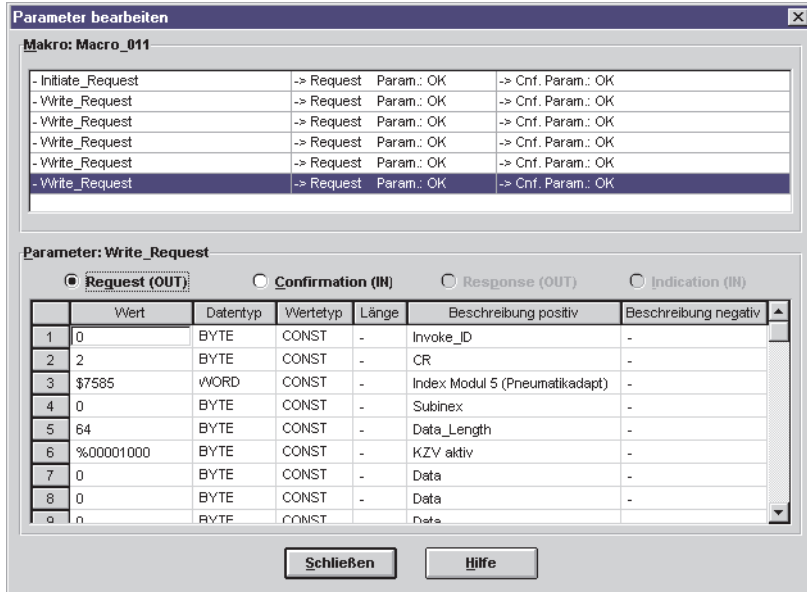 Parameter bearbeiten
Makro: Macro_011
- Initiate_Request -> Request Param.: OK -> Cnf. Param.: OK
- Write_Request -> Request Param.: OK -> Cnf. Param.: OK
- Write_Request -> Request Param.: OK -> Cnf. Param.: OK
- Write_Request -> Request Param.: OK -> Cnf. Param.: OK
- Write_Request -> Request Param.: OK -> Cnf. Param.: OK
- Write_Request -> Request Param.: OK -> Cnf. Param.: OK
Parameter: Write_Request
Request (OUT) Confirmation (IN) Response (OUT) Indication (IN)
Wert Datentyp Wertetyp Länge Beschreibung positiv Beschreibung negativ
1 0 BYTE CONST - Invoke_ID -
2 2 BYTE CONST - CR -
3 $7585 WORD CONST - Index Modul 5 (Pneumatikadapt) -
4 0 BYTE CONST - Subinex -
5 64 BYTE CONST - Data_Length -
6 %00001000 BYTE CONST - KZV aktiv -
7 0 BYTE CONST - Data -
8 0 BYTE CONST - Data -
9 0 BYTE CONST Data
Schließen Hilfe